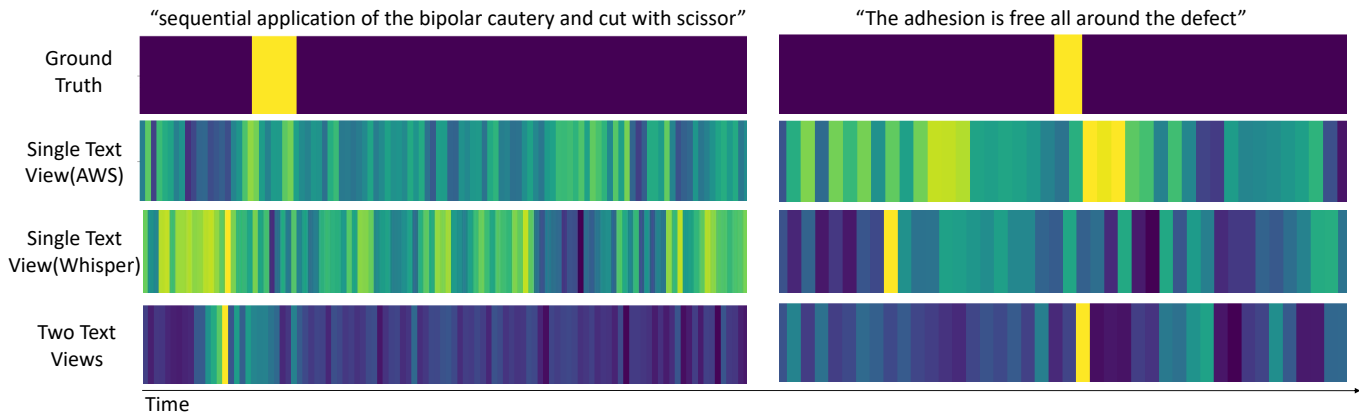 “sequential application of the bipolar cautery and cut with scissor”
“The adhesion is free all around the defect”
Ground
Truth
Single Text
View(AWS)
Single Text
View(Whisper)
Two Text
Views
Time